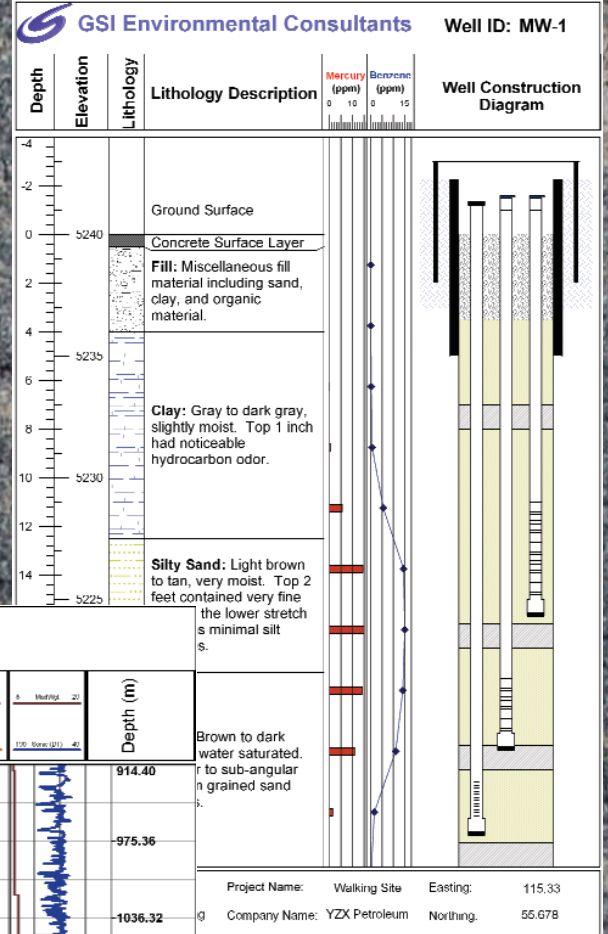 GSI Environmental Consultants
Well ID: MW-1
Depth
Elevation
Lithology
Lithology Description
Mercury
(ppm)
0 10
Benzene
(ppm)
0 15
Well Construction
Diagram
-4
-2
0
2
4
6
8
10
12
14
5240
5235
5230
5225
Ground Surface
Concrete Surface Layer
Fill: Miscellaneous fill
material including sand,
clay, and organic
material.
Clay: Gray to dark gray,
slightly moist. Top 1 inch
had noticeable
hydrocarbon odor.
Silty Sand: Light brown
to tan, very moist. Top 2
feet contained very fine
the lower stretch
s minimal silt
s.
Brown to dark
water saturated.
r to sub-angular
grained sand
s.
20
Sonic (DT) 40
Depth (m)
914.40
975.36
1036.32
Project Name: Walking Site
Easting: 115.33
Company Name: YZX Petroleum
Northing. 55.678